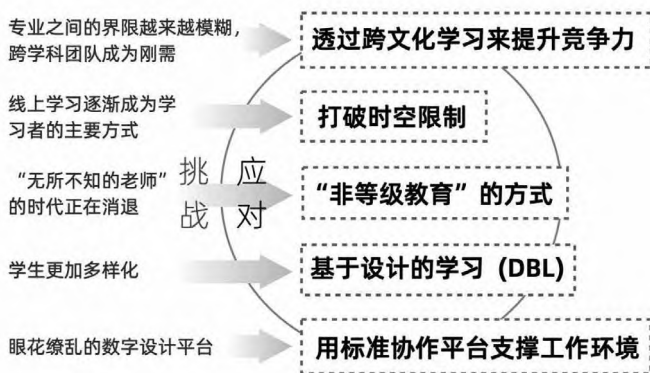 专业之间的界限越来越模糊，
跨学科团队成为刚需
透过跨文化学习来提升竞争力
线上学习逐渐成为学
习者的主要方式
打破时空限制
“无所不知的老师”
的时代正在消退
挑战
应对
“非等级教育”的方式
学生更加多样化
基于设计的学习 (DBL)
眼花缭乱的数字设计平台
用标准协作平台支撑工作环境